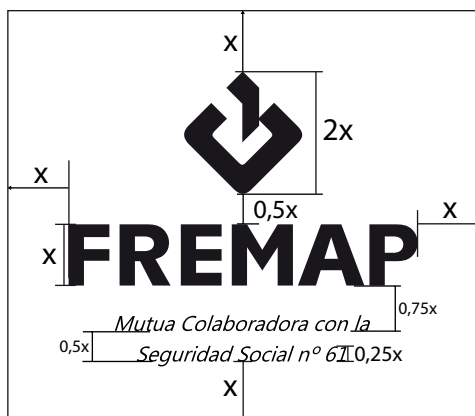 x
2x
x
0,5x
x
x
FREMAP
0,75x
Mutua Colaboradora con la
0,5x
Seguridad Social nº 61
0,25x
x